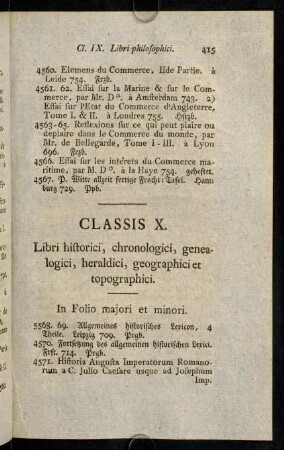 Cl. IX. Libri philosophici. 415
4560. Elemens du Commerce, IIde Partie. à
Leide 754. Frzb.
4561. 62. Essai sur la Marine & sur le Com-
merce, par Mr. D°. à Amsterdam 743. 2)
Essai sur l'Etat du Commerce d'Angleterre,
Tome I. & II. à Londres 755. Hfrzb.
4563-65. Reflexions sur ce qui peut plaire ou
deplaire dans le Commerce du monde, par
Mr. de Bellegarde, Tome I - III. à Lyon
696. Frzb.
4566. Essai sur les intérets du Commerce ma-
ritime, par M. D°. à la Haye 754. geheftet.
4567. P. Witte allzeit fertige Fracht-Tafel. Ham
burg 729. Ppb.
CLASSIS X.
Libri historici, chronologici, genea-
logici, heraldici, geographici et
topographici.
In Folio majori et minori.
5568. 69. Allgemeines historisches Lexicon, 4
Theile. Leipzig 709. Prgb.
4570. Fortsetzung des allgemeinen historischen Lexici.
Frft. 714. Prgb.
4571. Historia Augusta Imperatorum Romano-
rum a C. Julio Caesare usque ad Josephum
Imp.